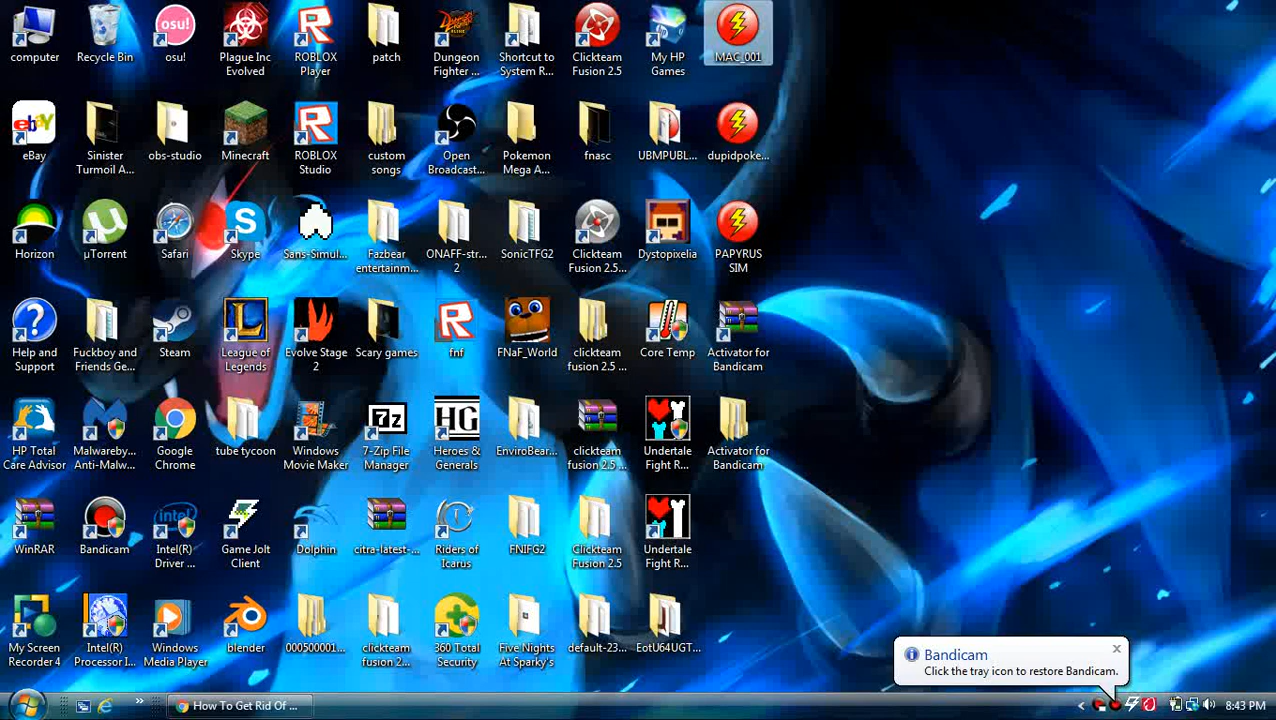 computer
Recycle Bin
osu!
osu!
Plague Inc
Evolved
ROBLOX
Player
patch
Dungeon
Fighter ...
Shortcut to
System R...
Clickteam
Fusion 2.5
My HP
Games
MAC_001
ebY
eBay
Sinister
Turmoil A...
obs-studio
Minecraft
ROBLOX
Studio
custom
songs
Open
Broadcast...
Pokemon
Mega A...
fnasc
UBMPUBL...
dupidpoke...
Horizon
µTorrent
Safari
Skype
Sans-Simul...
Fazbear
entertainm...
ONAFF-str...
2
SonicTFG2
Clickteam
Fusion 2.5...
Dystopixelia
PAPYRUS
SIM
Help and
Support
Fuckboy and
Friends Ge...
Steam
League of
Legends
Evolve Stage
2
Scary games
fnf
FNaF_World
clickteam
fusion 2.5 ...
Core Temp
Activator for
Bandicam
HP Total
Care Advisor
Malwareby...
Anti-Malw...
Google
Chrome
tube tycoon
Windows
Movie Maker
7z
7-Zip File
Manager
HG
Heroes &
Generals
EnviroBear...
clickteam
fusion 2.5 ...
Undertale
Fight R...
Activator for
Bandicam
WinRAR
Bandicam
intel
Intel(R)
Driver ...
Game Jolt
Client
Dolphin
citra-latest-...
Riders of
Icarus
FNIFG2
Clickteam
Fusion 2.5
Undertale
Fight R...
My Screen
Recorder 4
Intel(R)
Processor I...
Windows
Media Player
blender
000500001...
clickteam
fusion 2...
360 Total
Security
Five Nights
At Sparky's
default-23...
EotU64UGT...
Bandicam
Click the tray icon to restore Bandicam.
How To Get Rid Of ...
8:43 PM